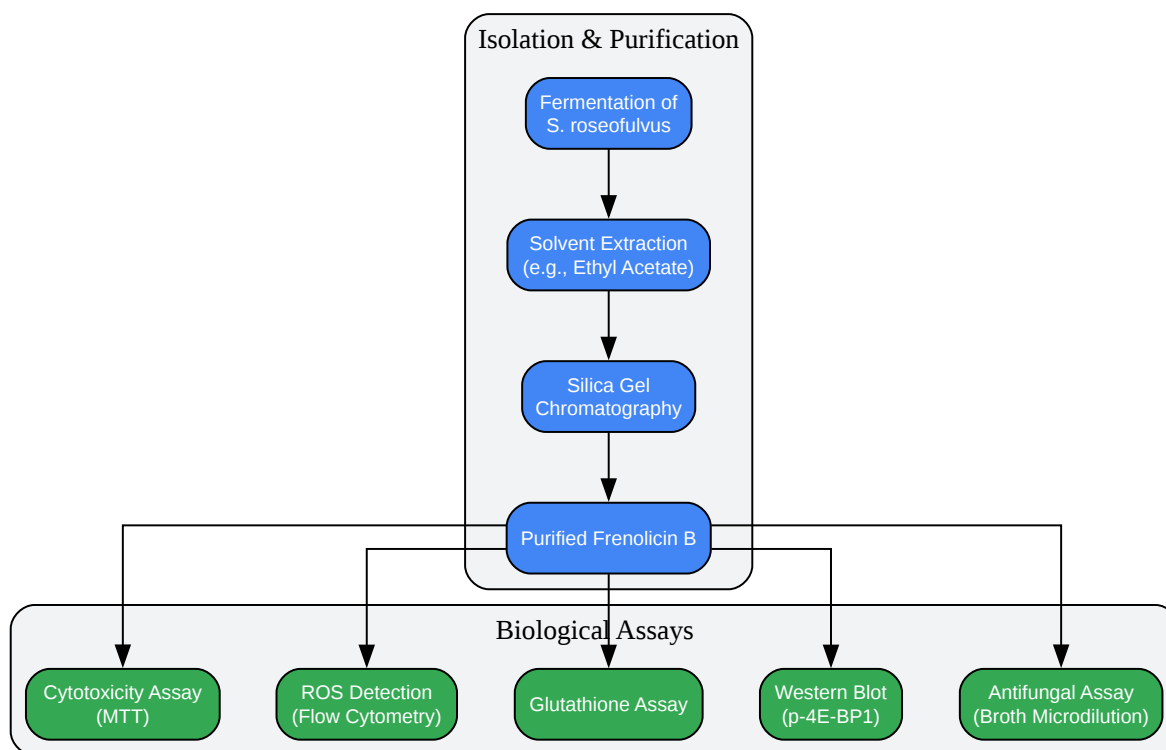 Isolation & Purification
Fermentation of
S. roseofulvus
Solvent Extraction
(e.g., Ethyl Acetate)
Silica Gel
Chromatography
Purified Frenolicin B
Biological Assays
Cytotoxicity Assay
(MTT)
ROS Detection
(Flow Cytometry)
Glutathione Assay
Western Blot
(p-4E-BP1)
Antifungal Assay
(Broth Microdilution)